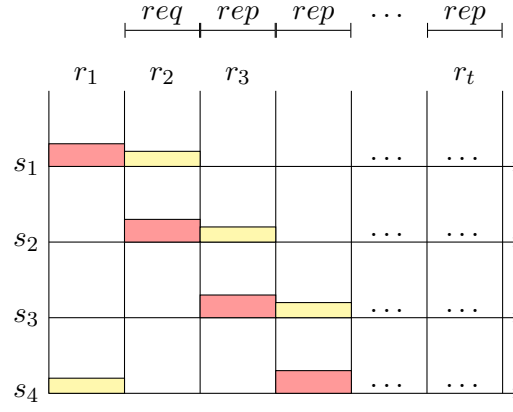 req rep rep ... rep
r₁ r₂ r₃ rₜ
s₁ ... ...
s₂ ... ...
s₃ ... ...
s₄ ... ...